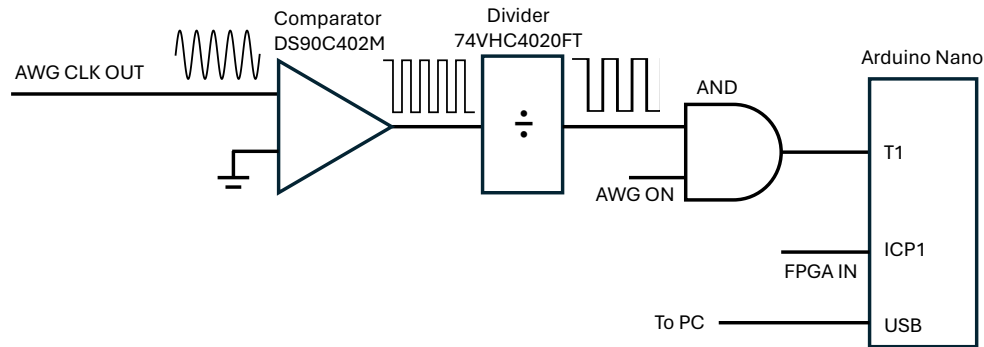 Comparator
DS90C402M
Divider
74VHC4020FT
Arduino Nano
AWG CLK OUT
AND
÷
T1
AWG ON
ICP1
FPGA IN
To PC
USB